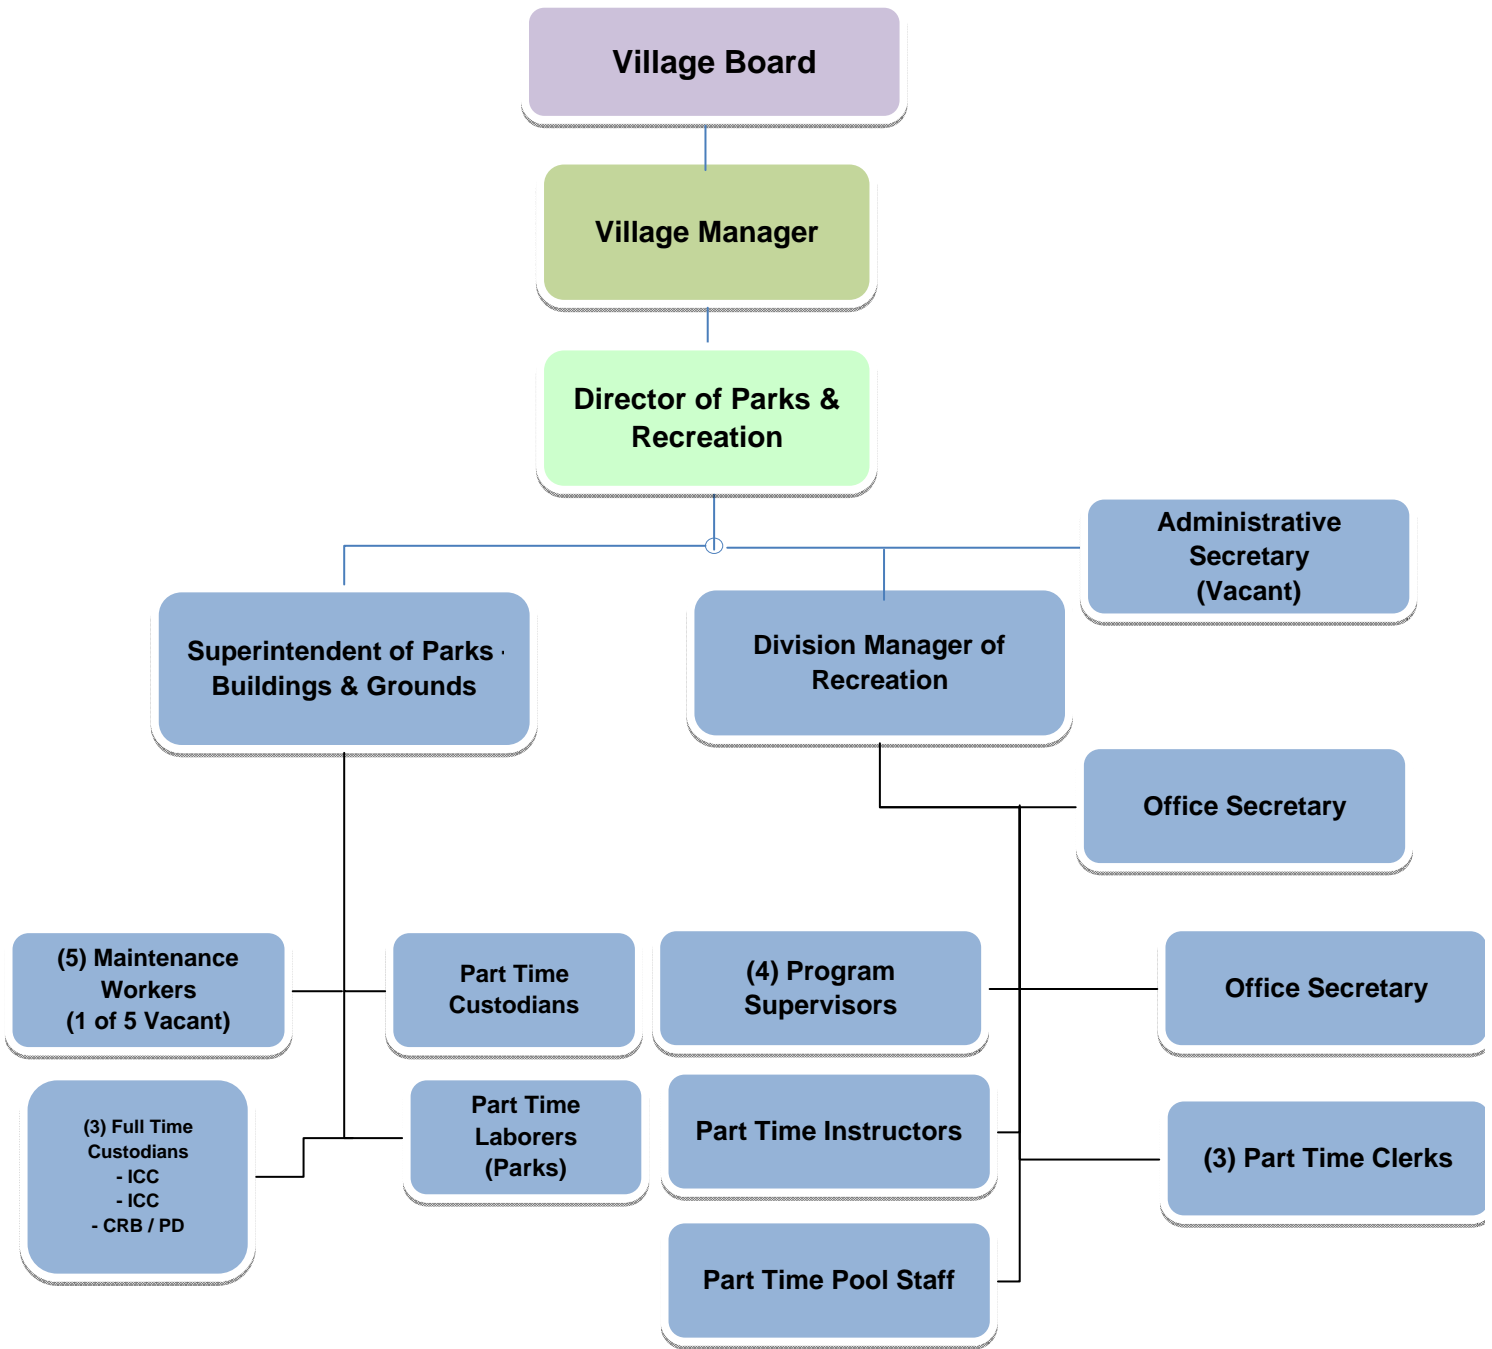 Village Board
Village Manager
Director of Parks &
Recreation
Administrative
Secretary
(Vacant)
Superintendent of Parks -
Buildings & Grounds
Division Manager of
Recreation
Office Secretary
(5) Maintenance
Workers
(1 of 5 Vacant)
Part Time
Custodians
(4) Program
Supervisors
Office Secretary
(3) Full Time
Custodians
- ICC
- ICC
- CRB / PD
Part Time
Laborers
(Parks)
Part Time Instructors
(3) Part Time Clerks
Part Time Pool Staff